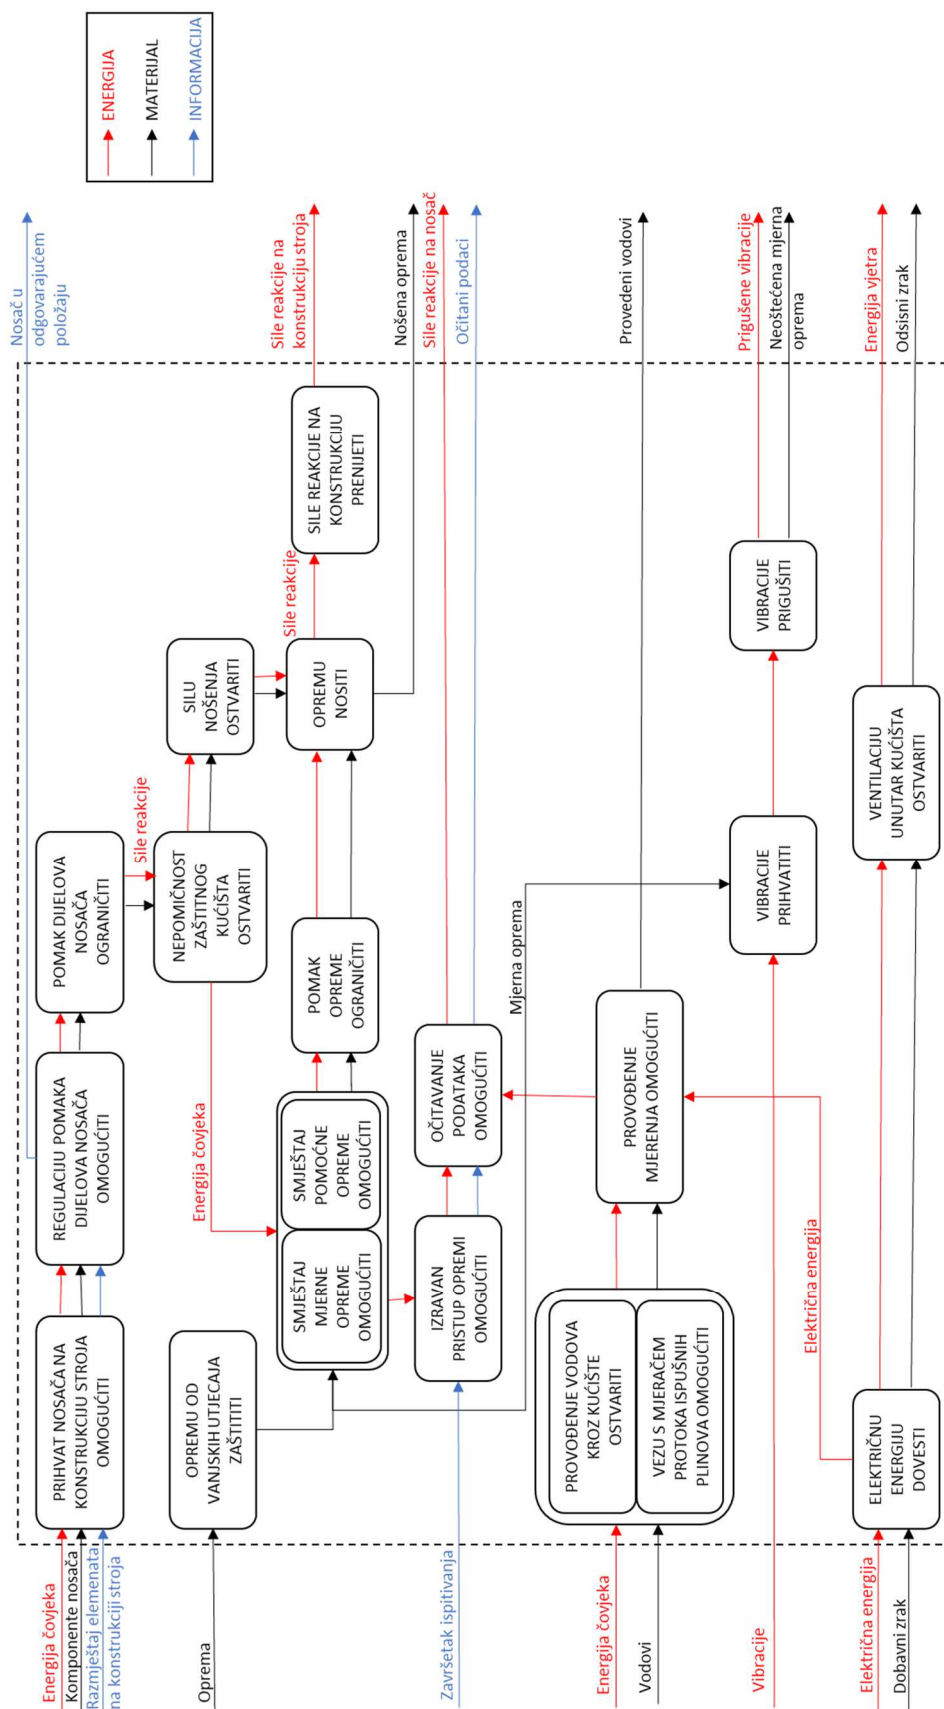 Nosač u
odgovarajućem
položaju
ENERGIJA
MATERIJAL
INFORMACIJA
Energija čovjeka
Komponente nosača
Razmještaj elemenata
na konstrukciji stroja
PRIHVAT NOSAČA NA
KONSTRUKCIJU STROJA
OMOGUĆITI
REGULACIJU POMAKA
DIJELOVA NOSAČA
OMOGUĆITI
POMAK DIJELOVA
NOSAČA
OGRANIČITI
Sile reakcije
NEPOMIČNOST
ZAŠTITNOG
KUĆIŠTA
OSTVARITI
SILU
NOŠENJA
OSTVARITI
Oprema
OPREMU OD
VANJSKIH UTJECAJA
ZAŠTITITI
Energija čovjeka
SMJEŠTAJ
MJERNE
OPREME
OMOGUĆITI
SMJEŠTAJ
POMOĆNE
OPREME
OMOGUĆITI
POMAK
OPREME
OGRANIČITI
OPREMU
NOSITI
Sile reakcije
SILE REAKCIJE NA
KONSTRUKCIJU
PRENIJETI
Sile reakcije na
konstrukciju stroja
Nošena oprema
Sile reakcije na nosač
Završetak ispitivanja
IZRAVAN
PRISTUP OPREMI
OMOGUĆITI
OČITAVANJE
PODATAKA
OMOGUĆITI
Očitani podaci
Mjerna oprema
Energija čovjeka
Vodovi
PROVOĐENJE VODOVA
KROZ KUĆIŠTE
OSTVARITI
VEZU S MJERAČEM
PROTOKA ISPUŠNIH
PLINOVA OMOGUĆITI
PROVOĐENJE
MJERENJA OMOGUĆITI
Provedeni vodovi
Vibracije
VIBRACIJE
PRIHVATITI
VIBRACIJE
PRIGUŠITI
Prigušene vibracije
Neoštećena mjerna
oprema
Električna energija
Električna energija
Dobavni zrak
ELEKTRIČNU
ENERGIJU
DOVESTI
VENTILACIJU
UNUTAR KUĆIŠTA
OSTVARITI
Energija vjetra
Odsisni zrak